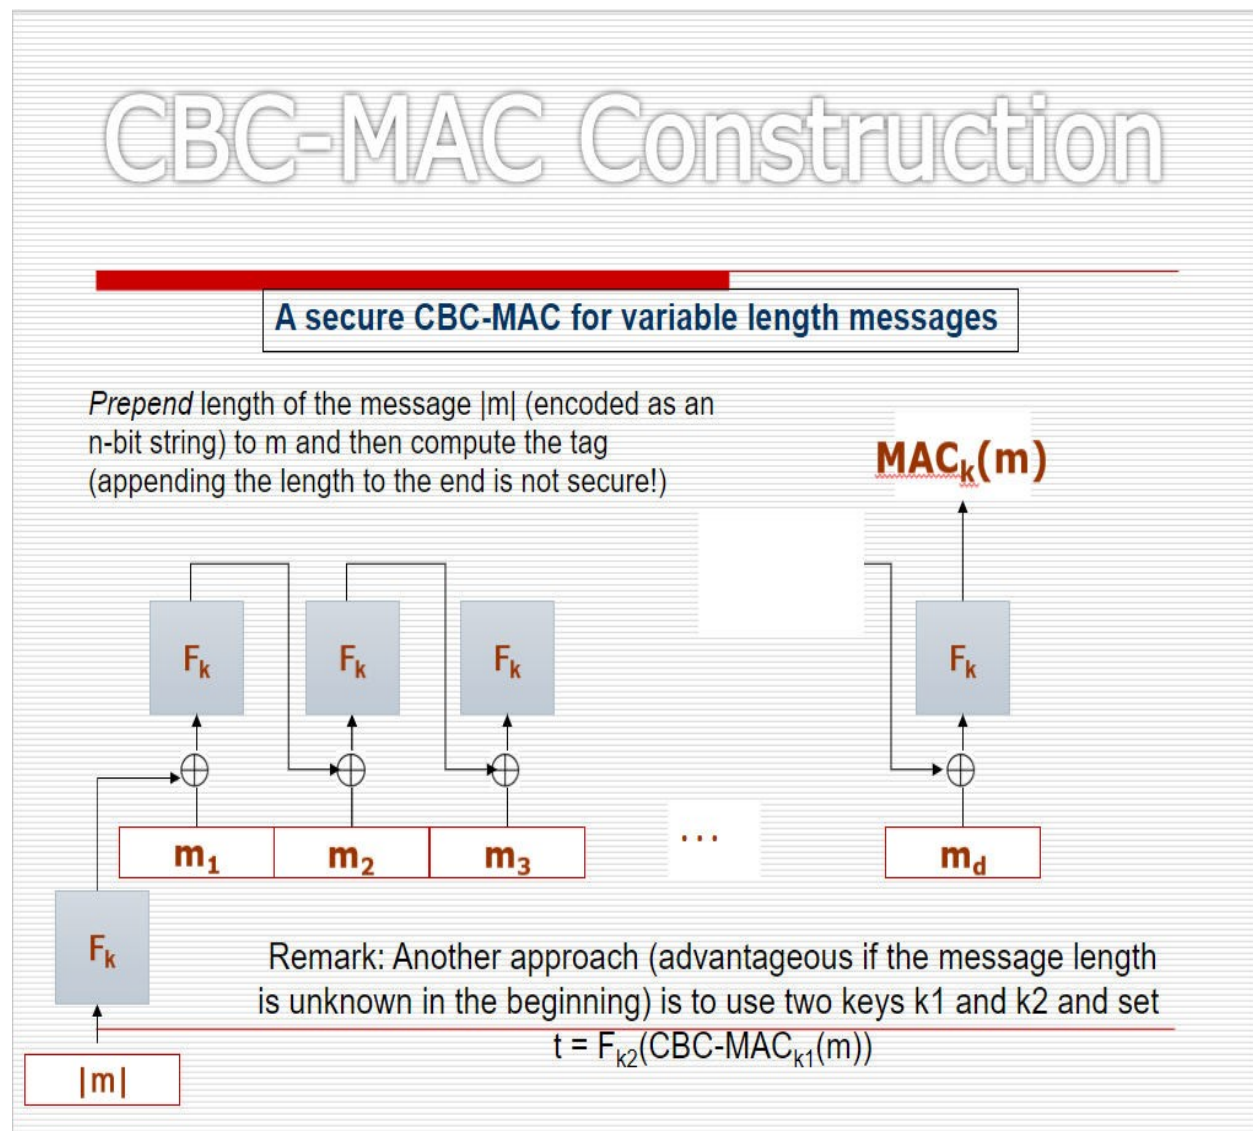 CBC-MAC Construction
A secure CBC-MAC for variable length messages
Prepend length of the message |m| (encoded as an
n-bit string) to m and then compute the tag
(appending the length to the end is not secure!)
MACₖ(m)
Fₖ Fₖ Fₖ Fₖ
m₁ m₂ m₃ ... m_d
Fₖ
Remark: Another approach (advantageous if the message length
is unknown in the beginning) is to use two keys k1 and k2 and set
t = F_k2(CBC-MAC_k1(m))
|m|